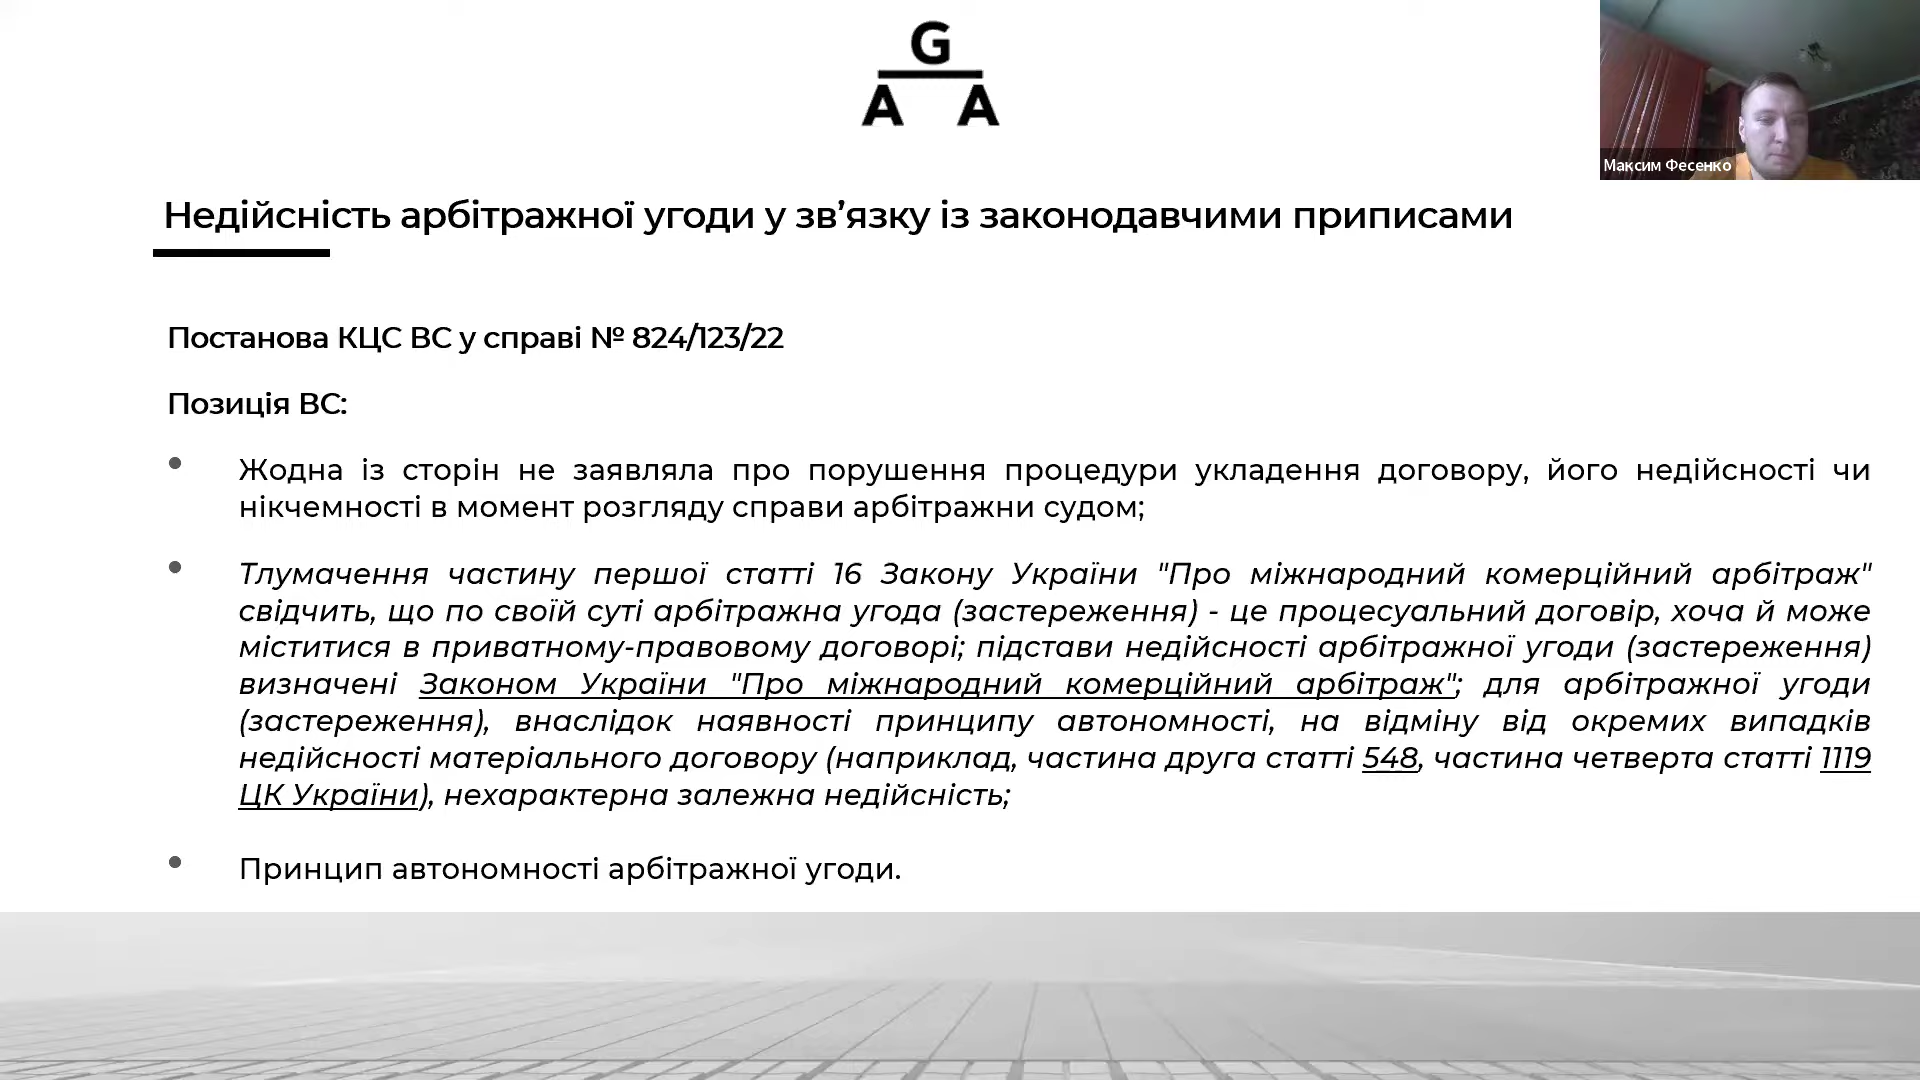 G
A A
Максим Фесенко
Недійсність арбітражної угоди у зв’язку із законодавчими приписами
Постанова КЦС ВС у справі № 824/123/22
Позиція ВС:
Жодна із сторін не заявляла про порушення процедури укладення договору, його недійсності чи
нікчемності в момент розгляду справи арбітражни судом;
Тлумачення частину першої статті 16 Закону України "Про міжнародний комерційний арбітраж"
свідчить, що по своїй суті арбітражна угода (застереження) - це процесуальний договір, хоча й може
міститися в приватному-правовому договорі; підстави недійсності арбітражної угоди (застереження)
визначені Законом України "Про міжнародний комерційний арбітраж"; для арбітражної угоди
(застереження), внаслідок наявності принципу автономності, на відміну від окремих випадків
недійсності матеріального договору (наприклад, частина друга статті 548, частина четверта статті 1119
ЦК України), нехарактерна залежна недійсність;
Принцип автономності арбітражної угоди.